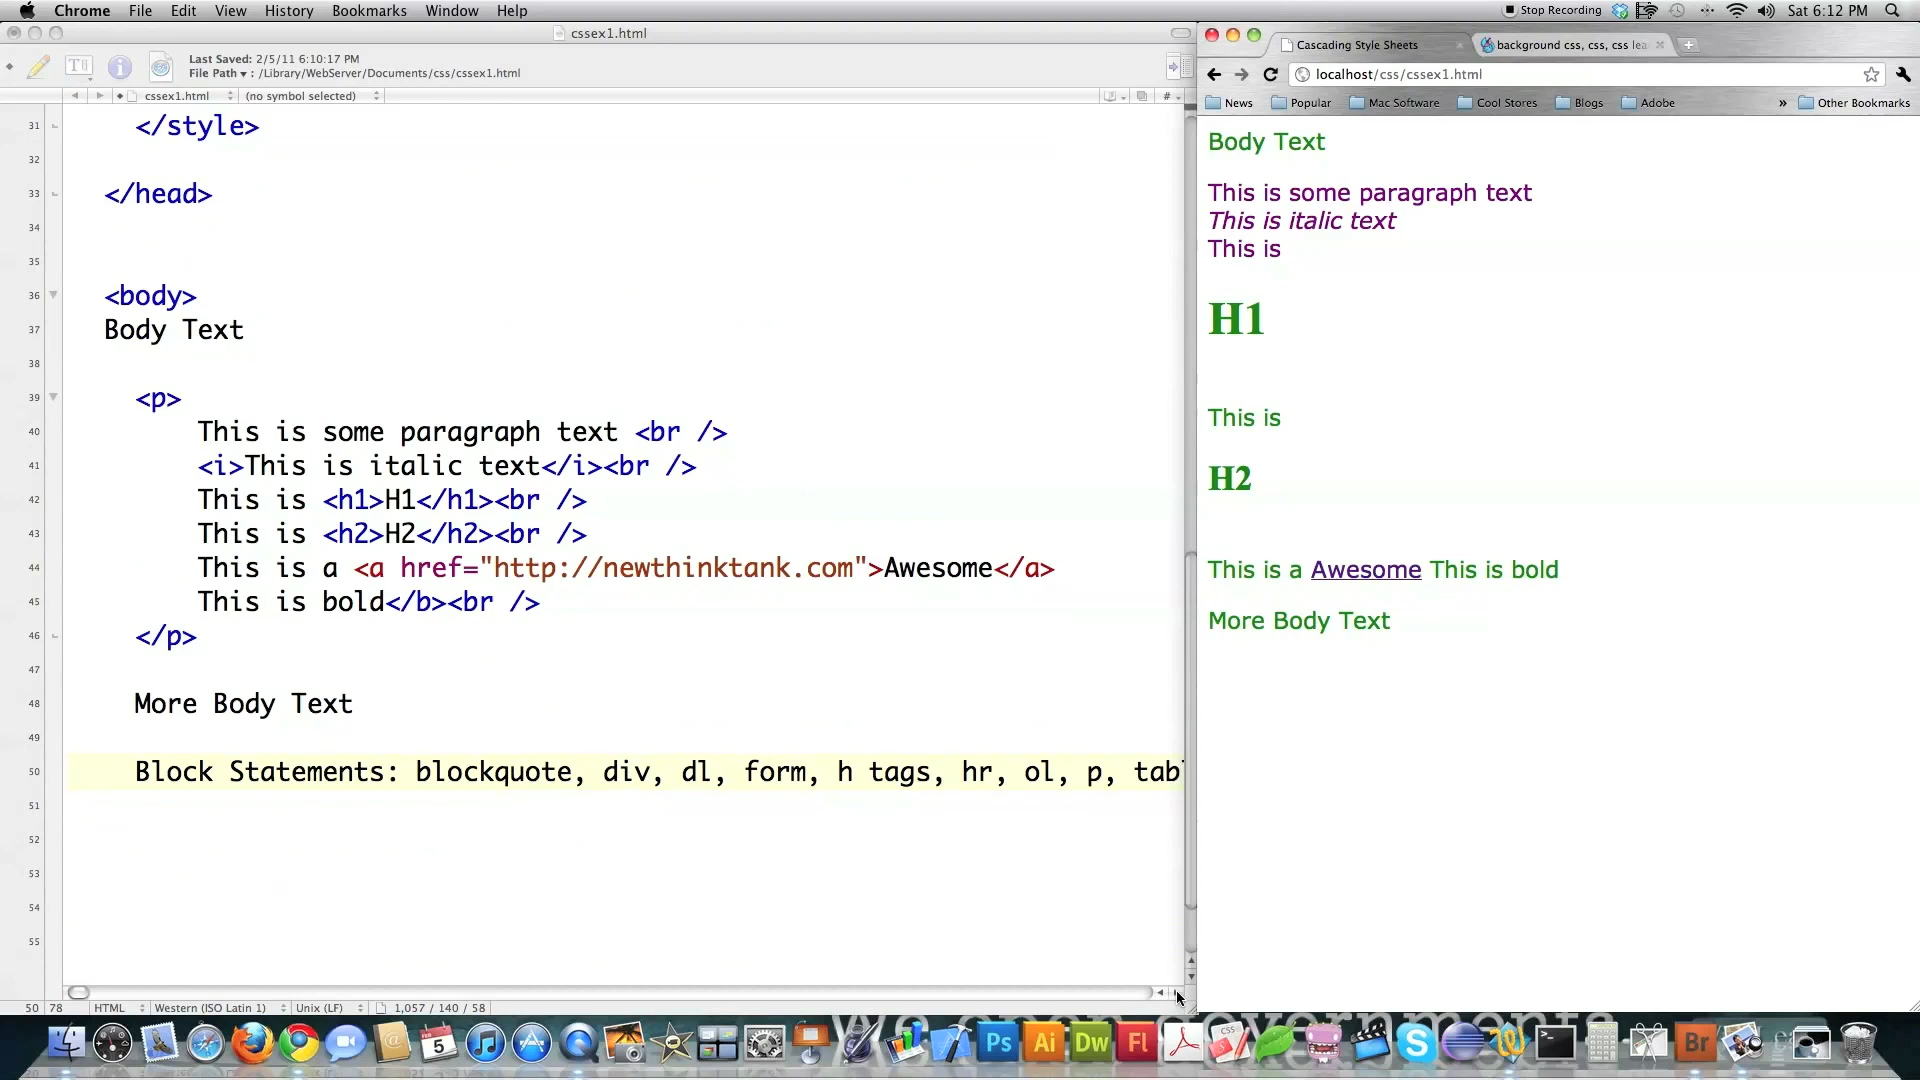 Chrome File Edit View History Bookmarks Window Help
Stop Recording Sat 6:12 PM
cssex1.html
Last Saved: 2/5/11 6:10:17 PM
File Path ▾ : /Library/WebServer/Documents/css/cssex1.html
cssex1.html (no symbol selected) #
31 </style>
32
33 </head>
34
35
36 <body>
37 Body Text
38
39 <p>
40 This is some paragraph text <br />
41 <i>This is italic text</i><br />
42 This is <h1>H1</h1><br />
43 This is <h2>H2</h2><br />
44 This is a <a href="http://newthinktank.com">Awesome</a>
45 This is bold</b><br />
46 </p>
47
48 More Body Text
49
50 Block Statements: blockquote, div, dl, form, h tags, hr, ol, p, tab
51
52
53
54
55
50 78 HTML Western (ISO Latin 1) Unix (LF) 1,057 / 140 / 58
Cascading Style Sheets
background css, css, css lea
localhost/css/cssex1.html
News Popular Mac Software Cool Stores Blogs Adobe » Other Bookmarks
Body Text
This is some paragraph text
This is italic text
This is
H1
This is
H2
This is a Awesome This is bold
More Body Text
FEB
5
Ps Ai Dw Fl CSS Br